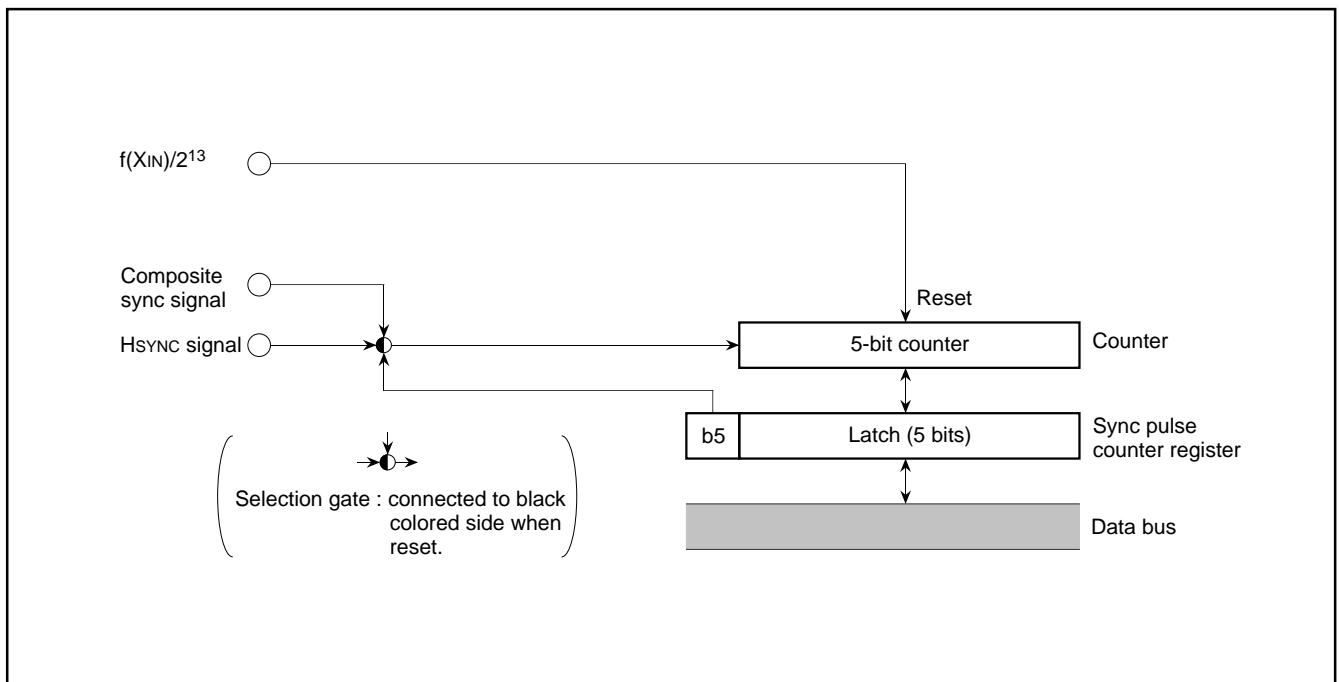 f(XIN)/2¹³
Composite
sync signal
HSYNC signal
Reset
5-bit counter
Counter
b5
Latch (5 bits)
Sync pulse
counter register
Selection gate : connected to black
colored side when
reset.
Data bus